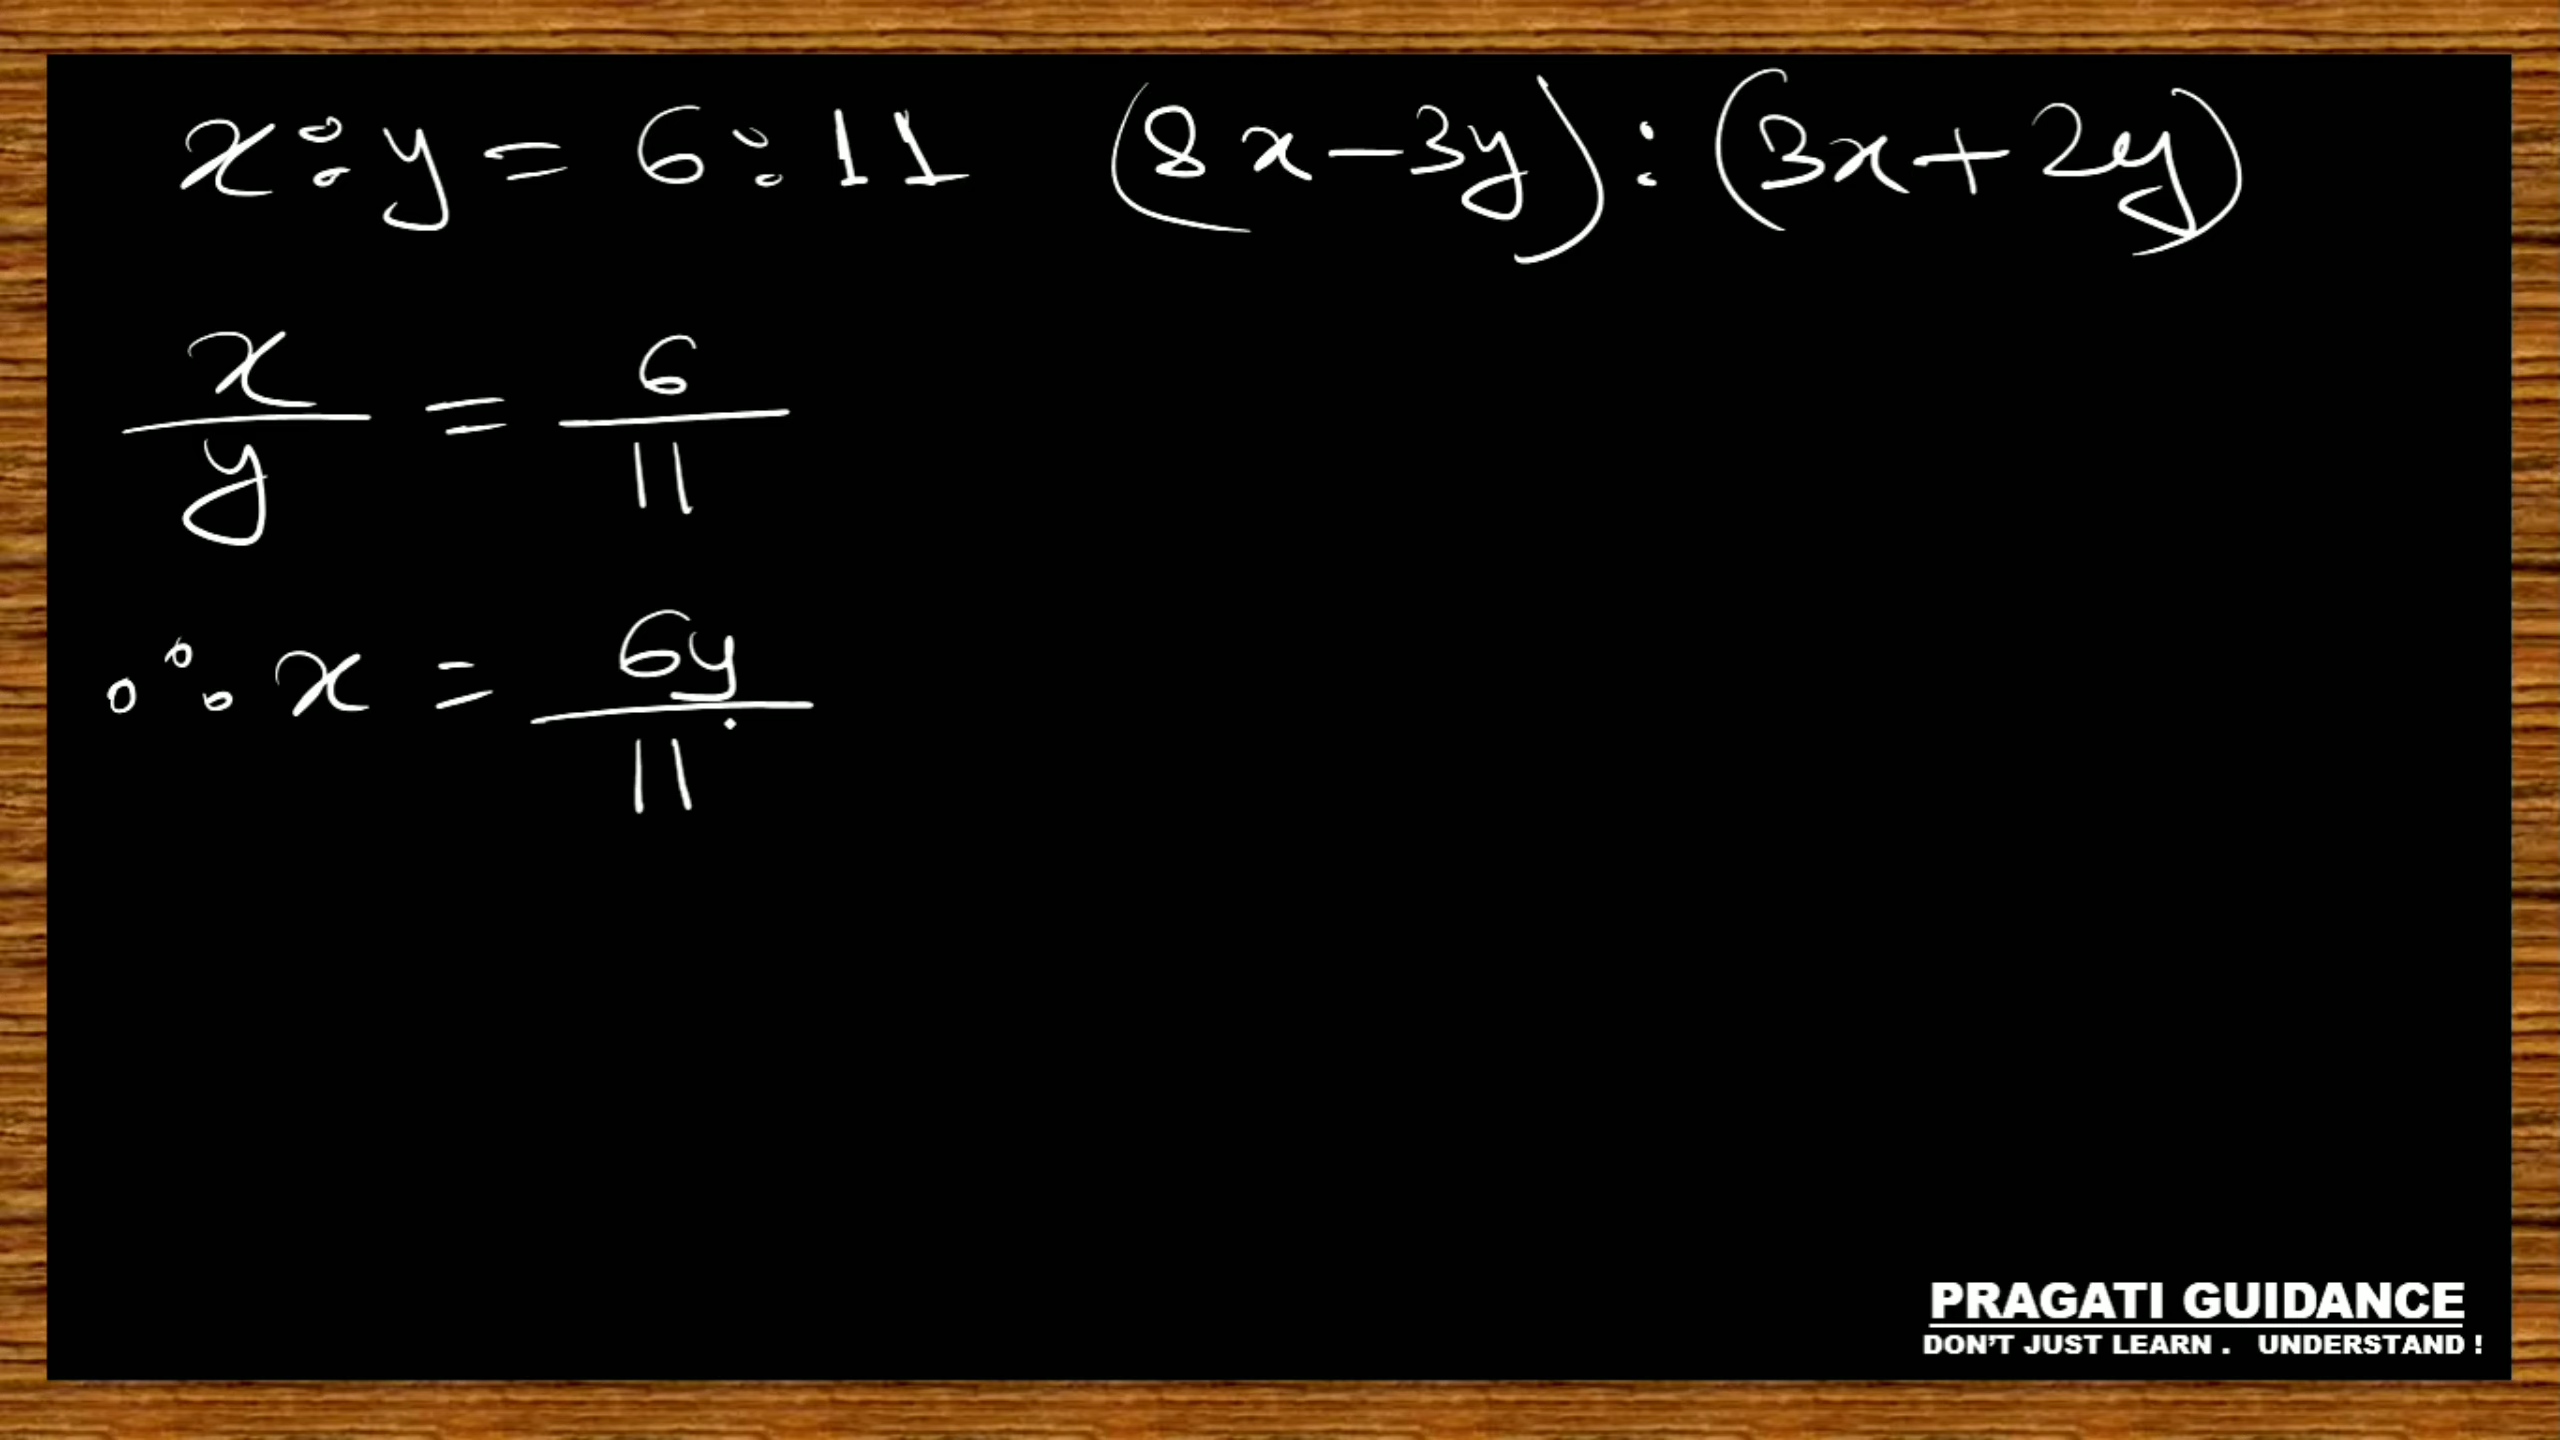 x : y = 6 : 11 (8x - 3y) : (3x + 2y)
x/y = 6/11
∴ x = 6y/11
PRAGATI GUIDANCE
DON'T JUST LEARN . UNDERSTAND !